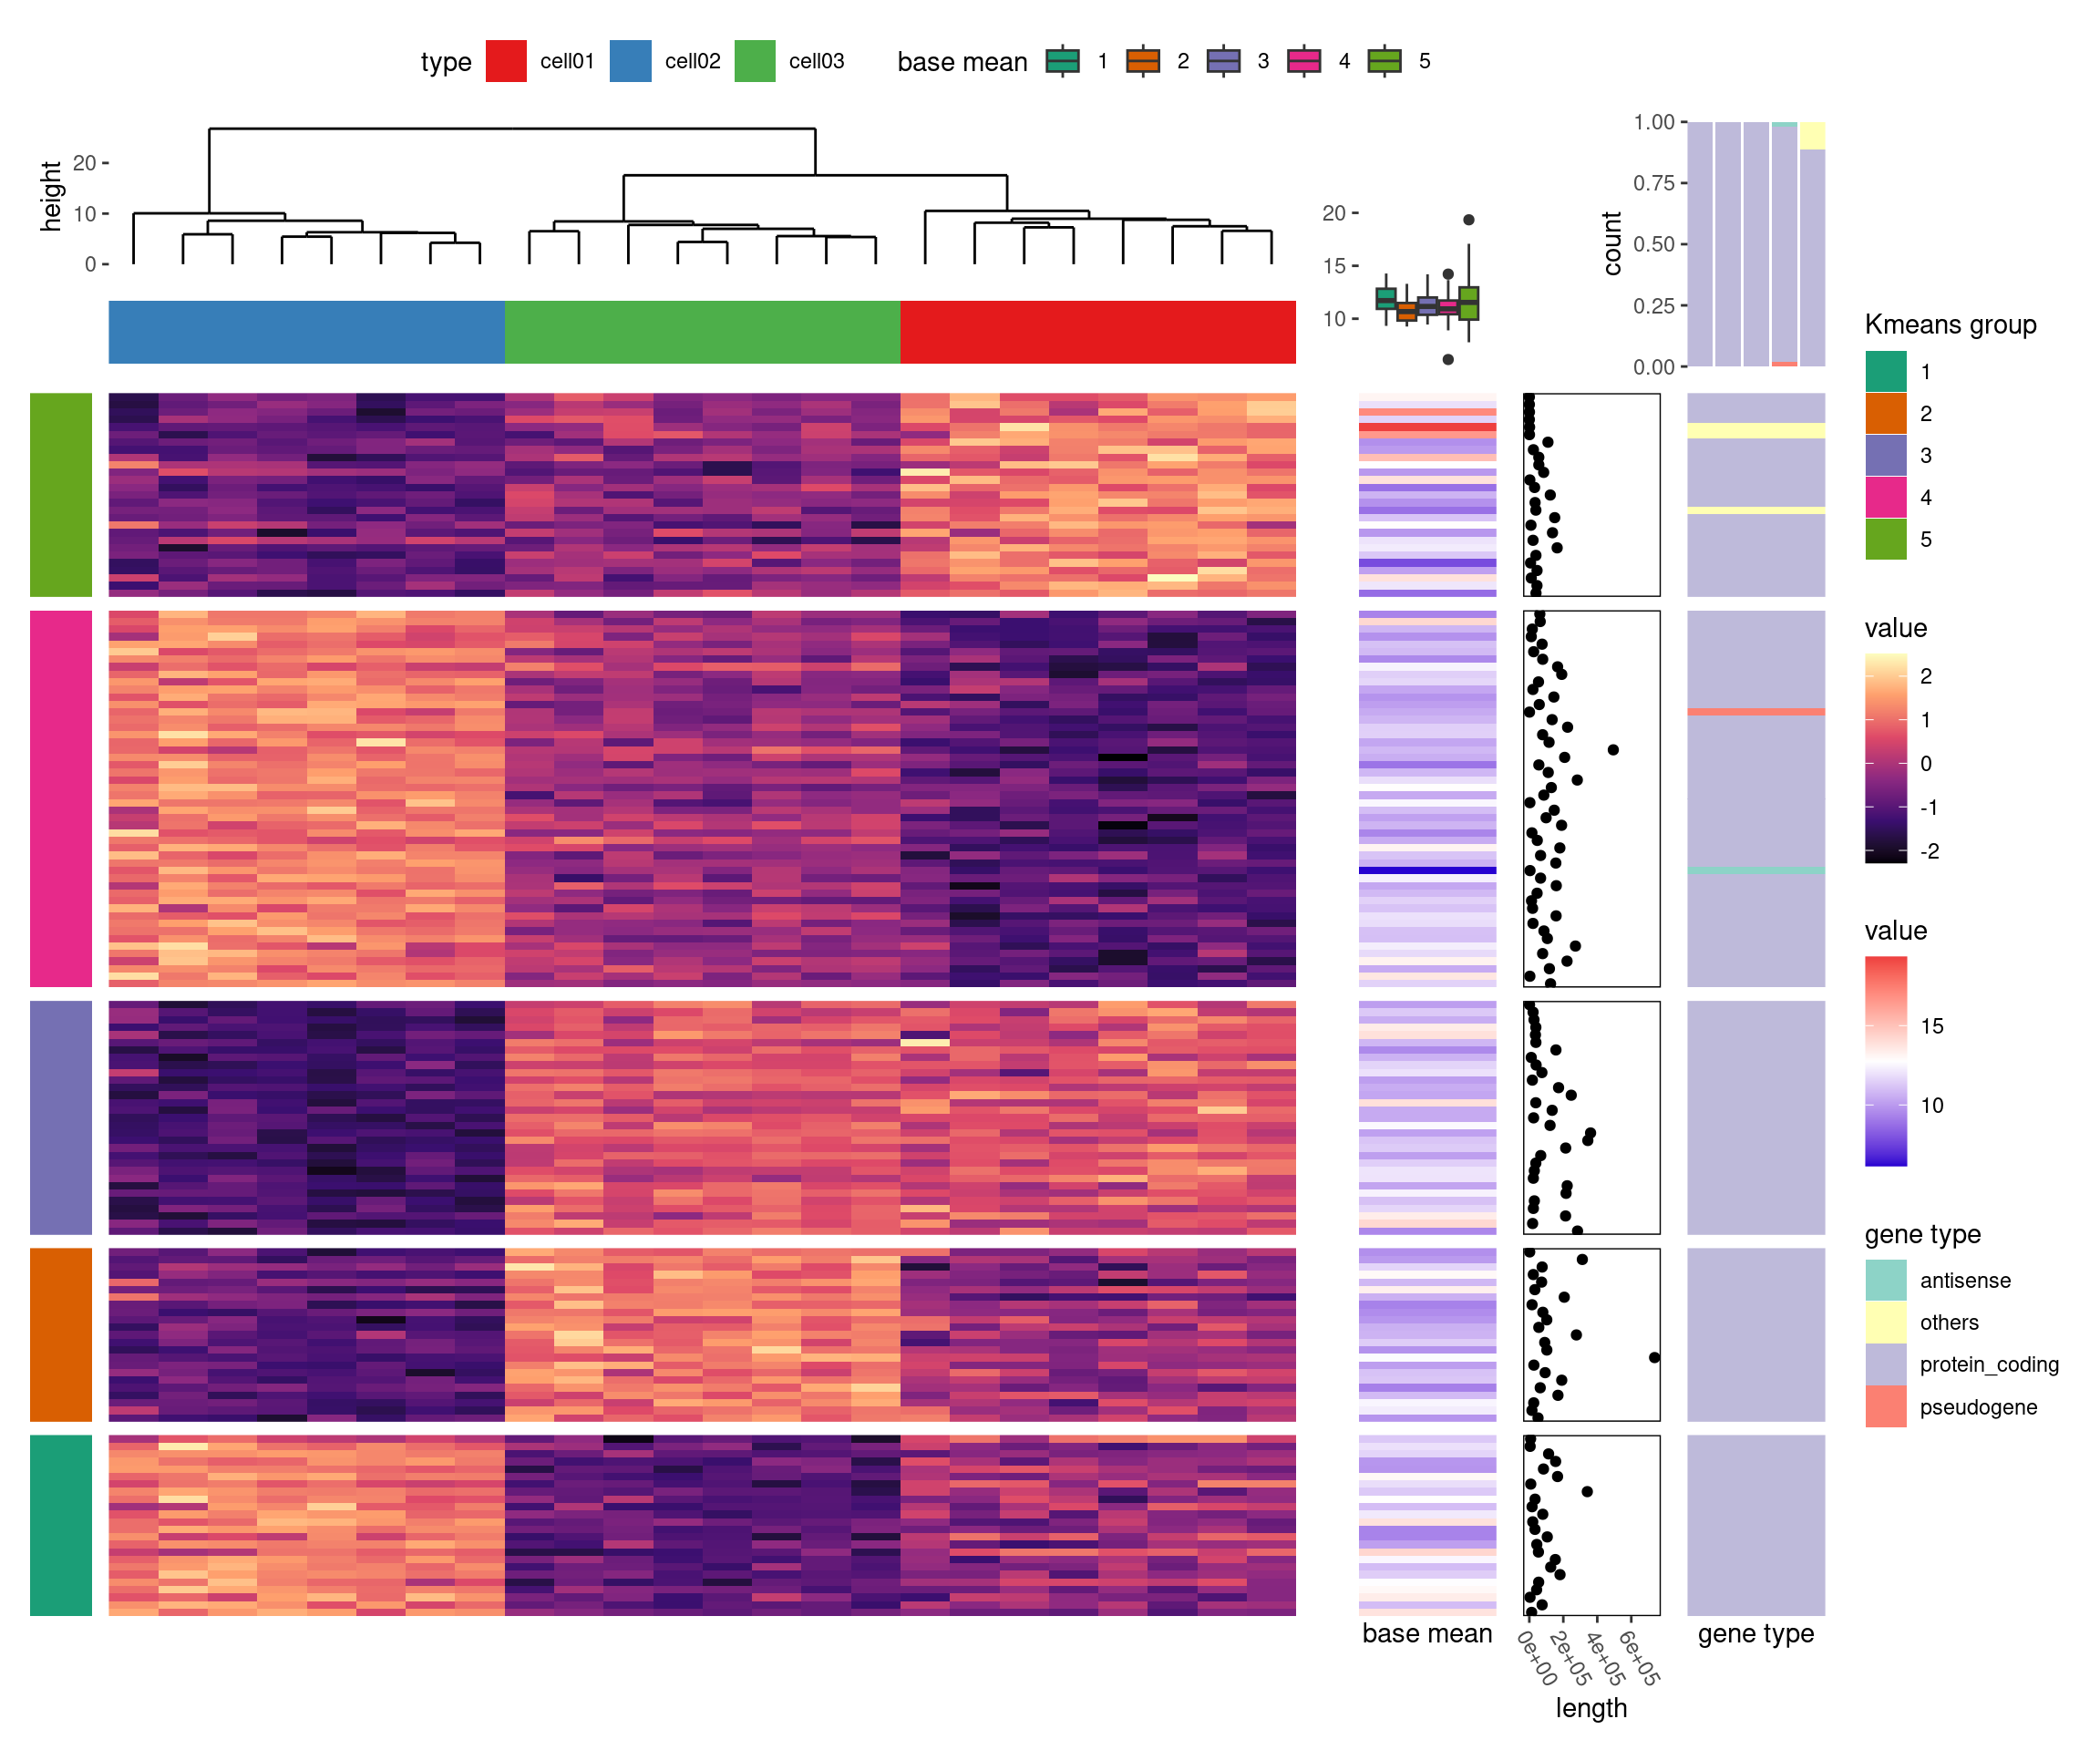 type cell01 cell02 cell03 base mean 1 2 3 4 5
height
20
10
0
20
15
10
count
1.00
0.75
0.50
0.25
0.00
Kmeans group
1
2
3
4
5
value
2
1
0
-1
-2
value
15
10
gene type
antisense
others
protein_coding
pseudogene
base mean
0e+00
2e+05
4e+05
6e+05
length
gene type